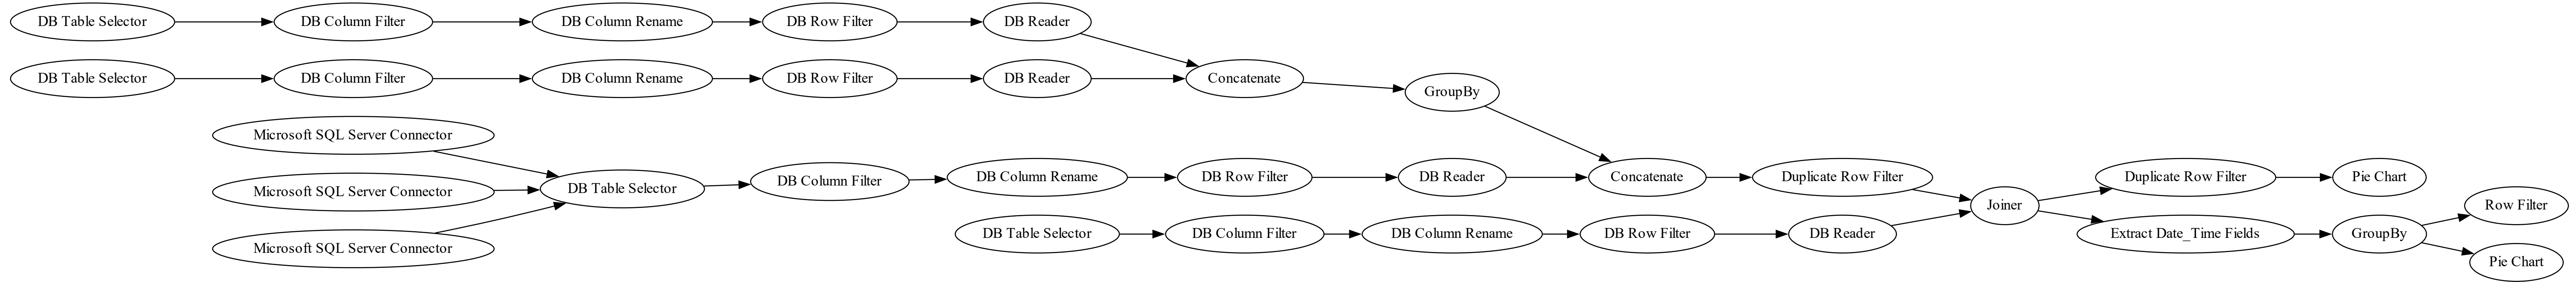 DB Table Selector
DB Column Filter
DB Column Rename
DB Row Filter
DB Reader
DB Table Selector
DB Column Filter
DB Column Rename
DB Row Filter
DB Reader
Concatenate
GroupBy
Microsoft SQL Server Connector
Microsoft SQL Server Connector
Microsoft SQL Server Connector
DB Table Selector
DB Column Filter
DB Column Rename
DB Row Filter
DB Reader
Concatenate
Duplicate Row Filter
DB Table Selector
DB Column Filter
DB Column Rename
DB Row Filter
DB Reader
Joiner
Duplicate Row Filter
Pie Chart
Extract Date_Time Fields
GroupBy
Row Filter
Pie Chart